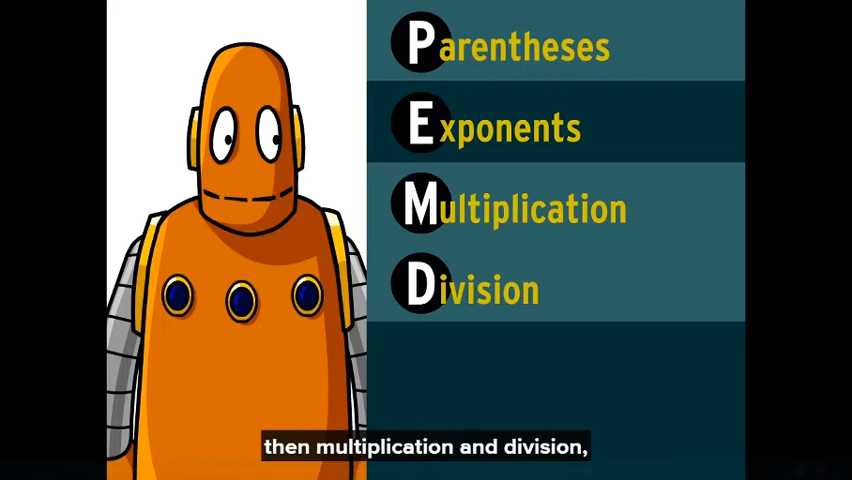 Parentheses
Exponents
Multiplication
Division
then multiplication and division,